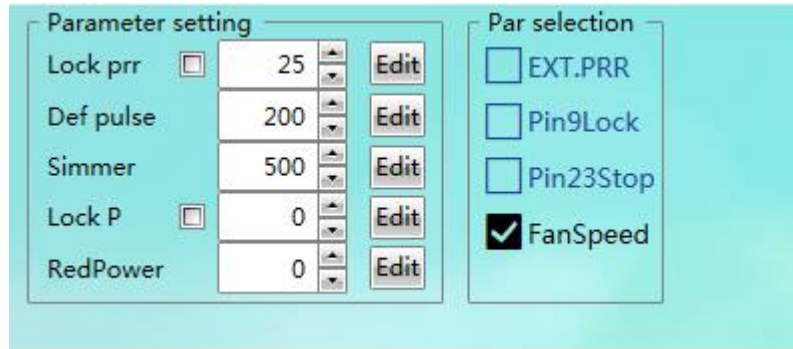 Parameter setting
Lock prr 25 Edit
Def pulse 200 Edit
Simmer 500 Edit
Lock P 0 Edit
RedPower 0 Edit
Par selection
EXT.PRR
Pin9Lock
Pin23Stop
FanSpeed